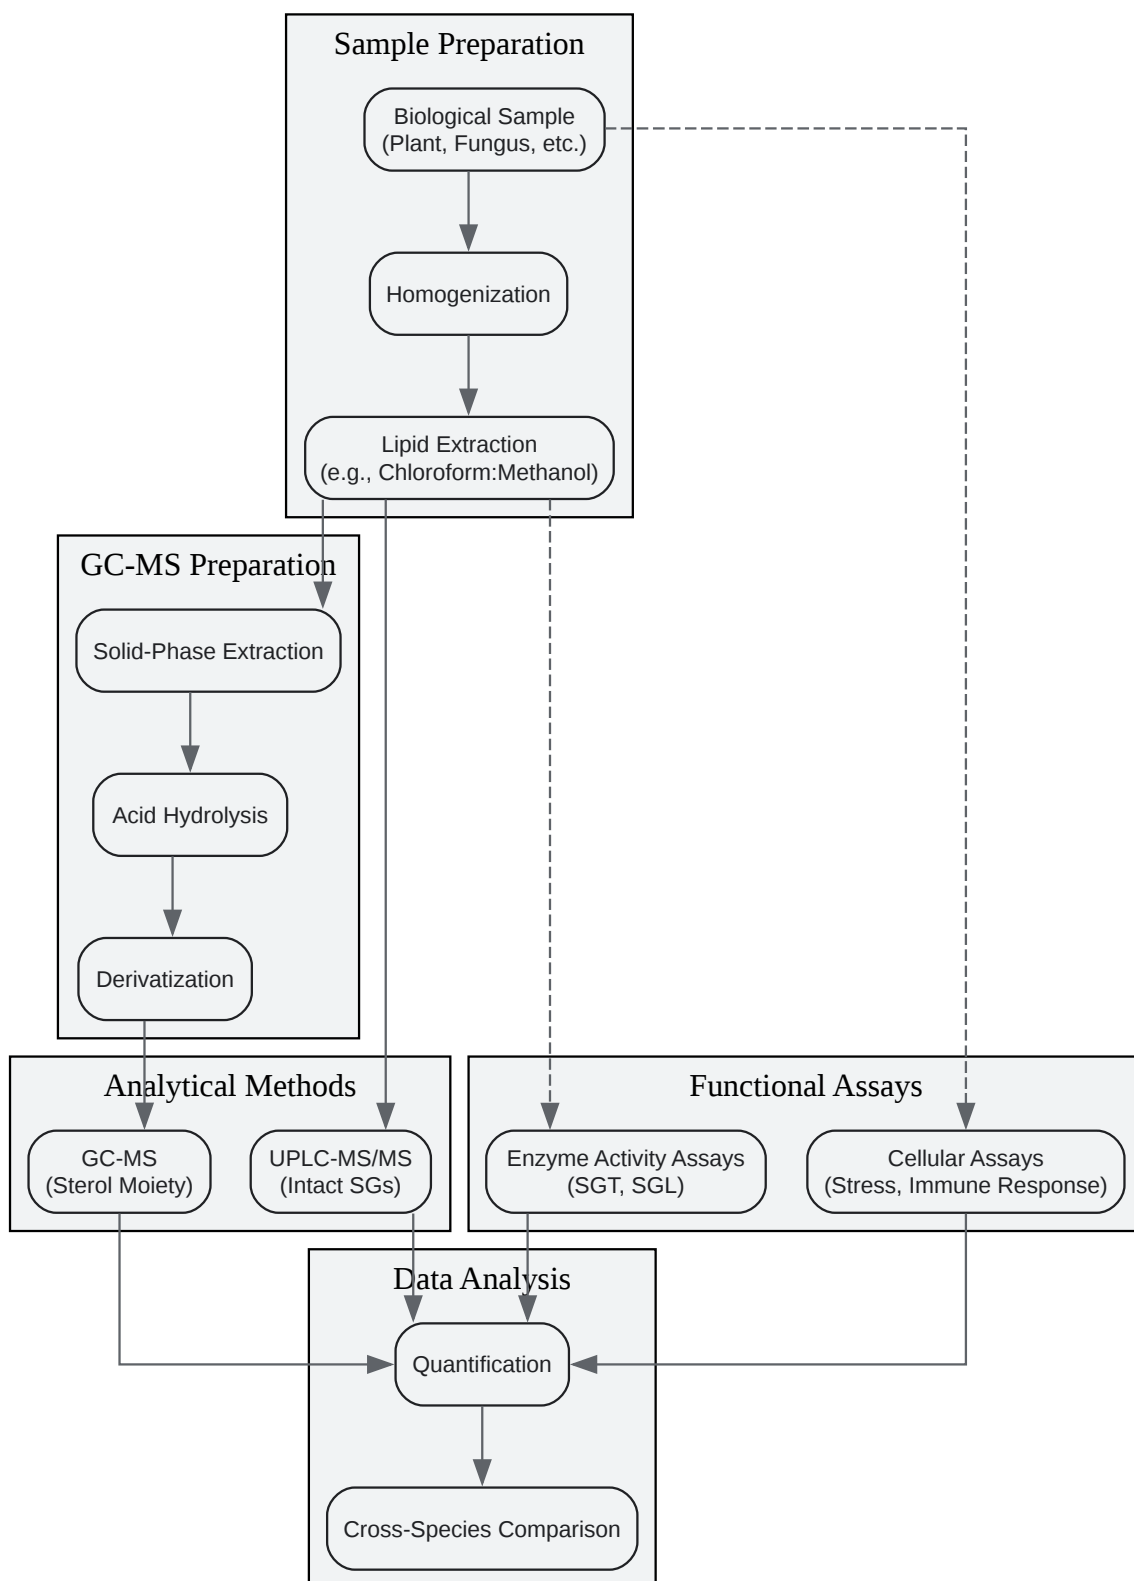 Sample Preparation
Biological Sample
(Plant, Fungus, etc.)
Homogenization
Lipid Extraction
(e.g., Chloroform:Methanol)
GC-MS Preparation
Solid-Phase Extraction
Acid Hydrolysis
Derivatization
Analytical Methods
GC-MS
(Sterol Moiety)
UPLC-MS/MS
(Intact SGs)
Functional Assays
Enzyme Activity Assays
(SGT, SGL)
Cellular Assays
(Stress, Immune Response)
Data Analysis
Quantification
Cross-Species Comparison